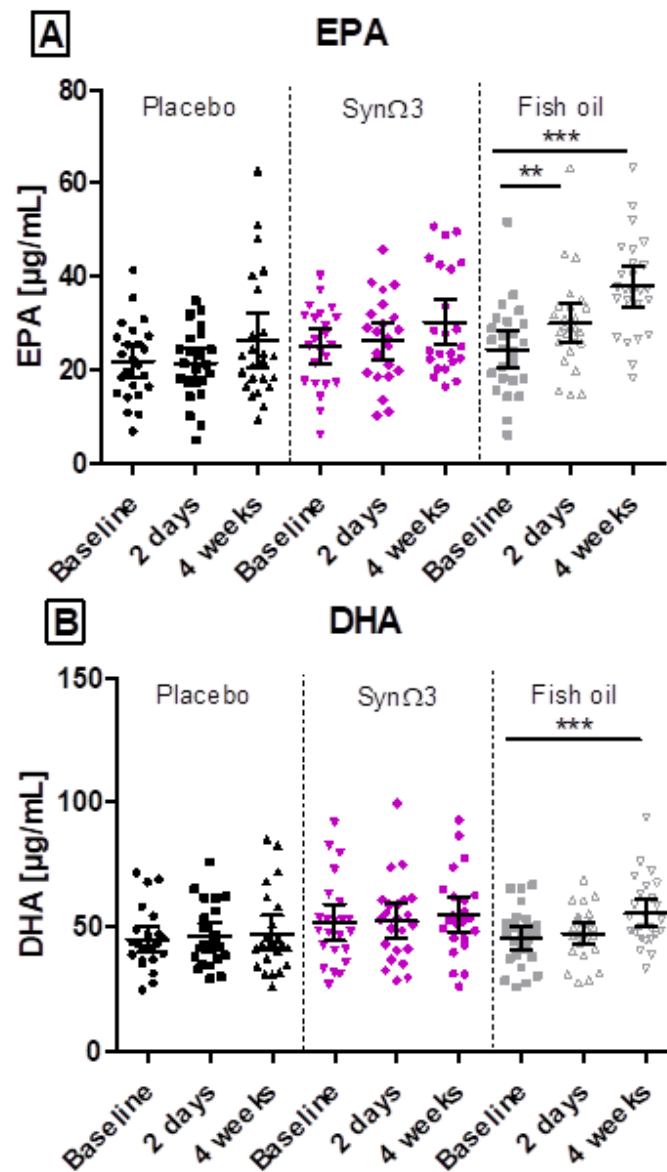 A EPA
Placebo SynΩ3 Fish oil
***
**
80
60
40
20
0
EPA [µg/mL]
Baseline 2 days 4 weeks Baseline 2 days 4 weeks Baseline 2 days 4 weeks
B DHA
150
Placebo SynΩ3 Fish oil
***
100
50
0
DHA [µg/mL]
Baseline 2 days 4 weeks Baseline 2 days 4 weeks Baseline 2 days 4 weeks